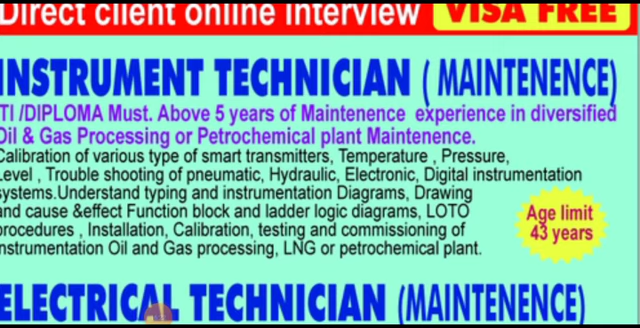 Direct client online interview VISA FREE
INSTRUMENT TECHNICIAN ( MAINTENENCE)
ITI /DIPLOMA Must. Above 5 years of Maintenence experience in diversified
Oil & Gas Processing or Petrochemical plant Maintenence.
Calibration of various type of smart transmitters, Temperature , Pressure,
Level , Trouble shooting of pneumatic, Hydraulic, Electronic, Digital instrumentation
systems.Understand typing and instrumentation Diagrams, Drawing
and cause &effect Function block and ladder logic diagrams, LOTO
procedures , Installation, Calibration, testing and commissioning of
instrumentation Oil and Gas processing, LNG or petrochemical plant.
Age limit
43 years
ELECTRICAL TECHNICIAN (MAINTENENCE)